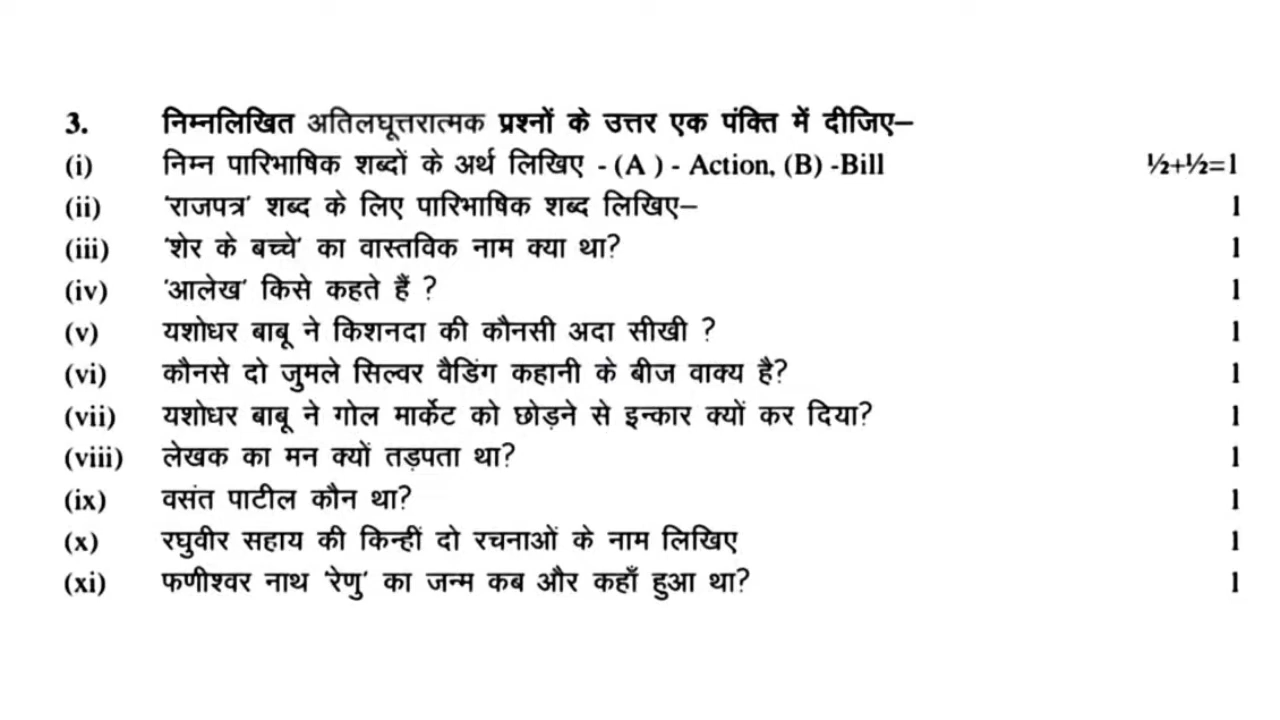 3. निम्नलिखित अतिलघूत्तरात्मक प्रश्नों के उत्तर एक पंक्ति में दीजिए–
(i) निम्न पारिभाषिक शब्दों के अर्थ लिखिए - (A ) - Action, (B) -Bill ½+½=1
(ii) 'राजपत्र' शब्द के लिए पारिभाषिक शब्द लिखिए– 1
(iii) 'शेर के बच्चे' का वास्तविक नाम क्या था? 1
(iv) 'आलेख' किसे कहते हैं ? 1
(v) यशोधर बाबू ने किशनदा की कौनसी अदा सीखी ? 1
(vi) कौनसे दो जुमले सिल्वर वैडिंग कहानी के बीज वाक्य है? 1
(vii) यशोधर बाबू ने गोल मार्केट को छोड़ने से इन्कार क्यों कर दिया? 1
(viii) लेखक का मन क्यों तड़पता था? 1
(ix) वसंत पाटील कौन था? 1
(x) रघुवीर सहाय की किन्हीं दो रचनाओं के नाम लिखिए 1
(xi) फणीश्वर नाथ 'रेणु' का जन्म कब और कहाँ हुआ था? 1